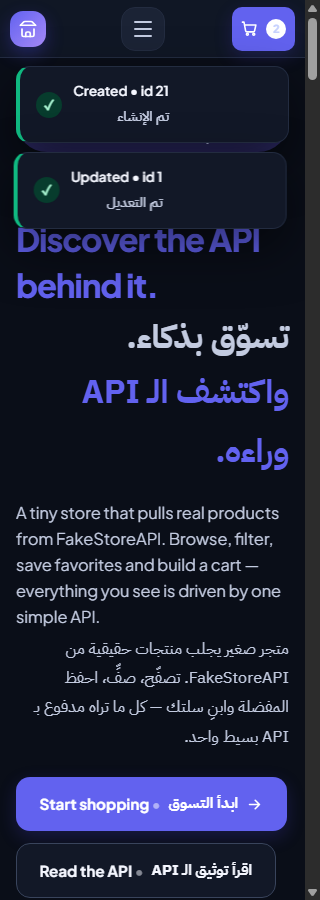 2
Created • id 21
تم الإنشاء
Updated • id 1
تم التعديل
Discover the API
behind it.
تسوّق بذكاء.
واكتشف الـ API
وراءه.
A tiny store that pulls real products
from FakeStoreAPI. Browse, filter,
save favorites and build a cart —
everything you see is driven by one
simple API.
متجر صغير يجلب منتجات حقيقية من
FakeStoreAPI. تصفّح، صفِّ، احفظ
المفضلة وابنِ سلتك — كل ما تراه مدفوع بـ
API بسيط واحد.
Start shopping • ابدأ التسوق →
Read the API • اقرأ توثيق الـ API